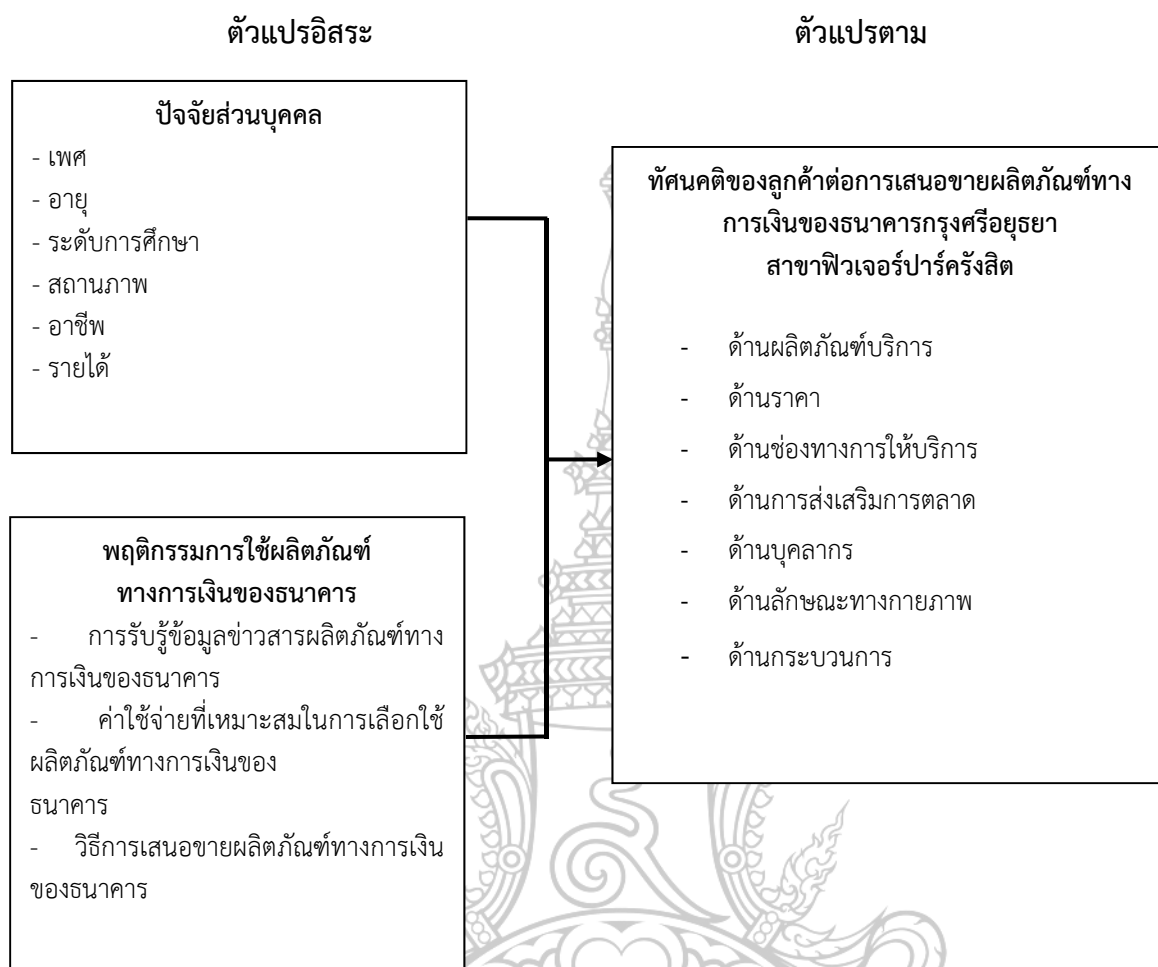 ตัวแปรอิสระ
ตัวแปรตาม
ปัจจัยส่วนบุคคล
- เพศ
- อายุ
- ระดับการศึกษา
- สถานภาพ
- อาชีพ
- รายได้
พฤติกรรมการใช้ผลิตภัณฑ์
ทางการเงินของธนาคาร
- การรับรู้ข้อมูลข่าวสารผลิตภัณฑ์ทาง
การเงินของธนาคาร
- ค่าใช้จ่ายที่เหมาะสมในการเลือกใช้
ผลิตภัณฑ์ทางการเงินของ
ธนาคาร
- วิธีการเสนอขายผลิตภัณฑ์ทางการเงิน
ของธนาคาร
ทัศนคติของลูกค้าต่อการเสนอขายผลิตภัณฑ์ทาง
การเงินของธนาคารกรุงศรีอยุธยา
สาขาฟิวเจอร์ปาร์ครังสิต
- ด้านผลิตภัณฑ์บริการ
- ด้านราคา
- ด้านช่องทางการให้บริการ
- ด้านการส่งเสริมการตลาด
- ด้านบุคลากร
- ด้านลักษณะทางกายภาพ
- ด้านกระบวนการ